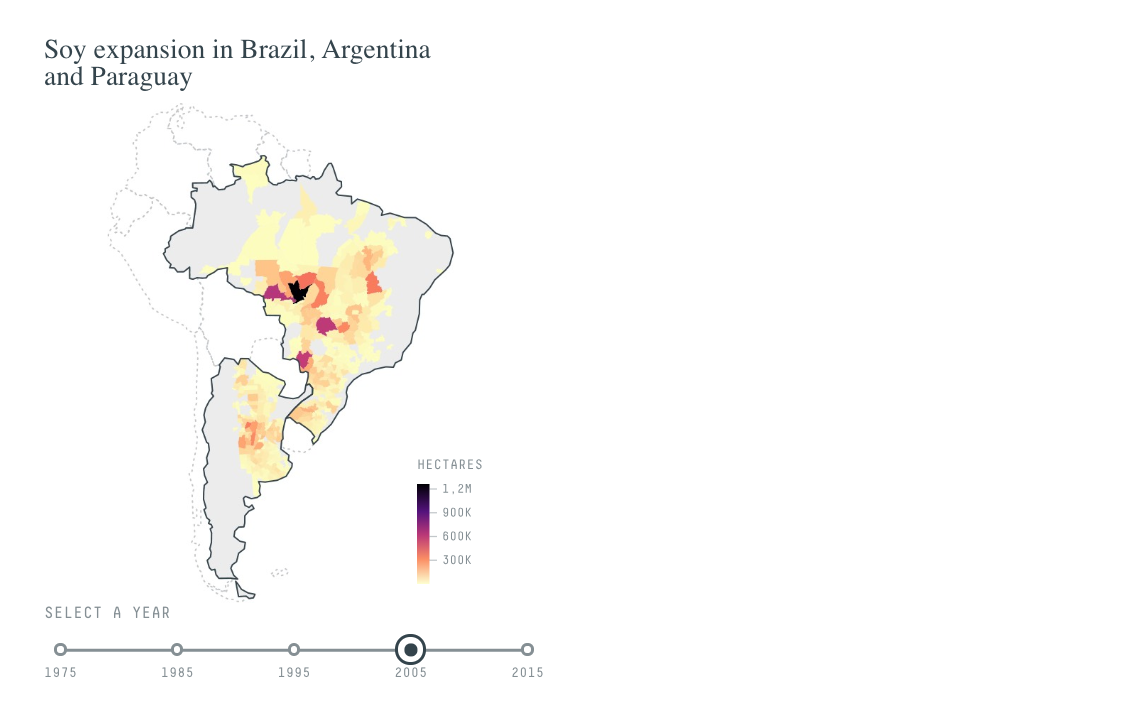 Soy expansion in Brazil, Argentina
and Paraguay
HECTARES
1,2M
900K
600K
300K
SELECT A YEAR
1975 1985 1995 2005 2015